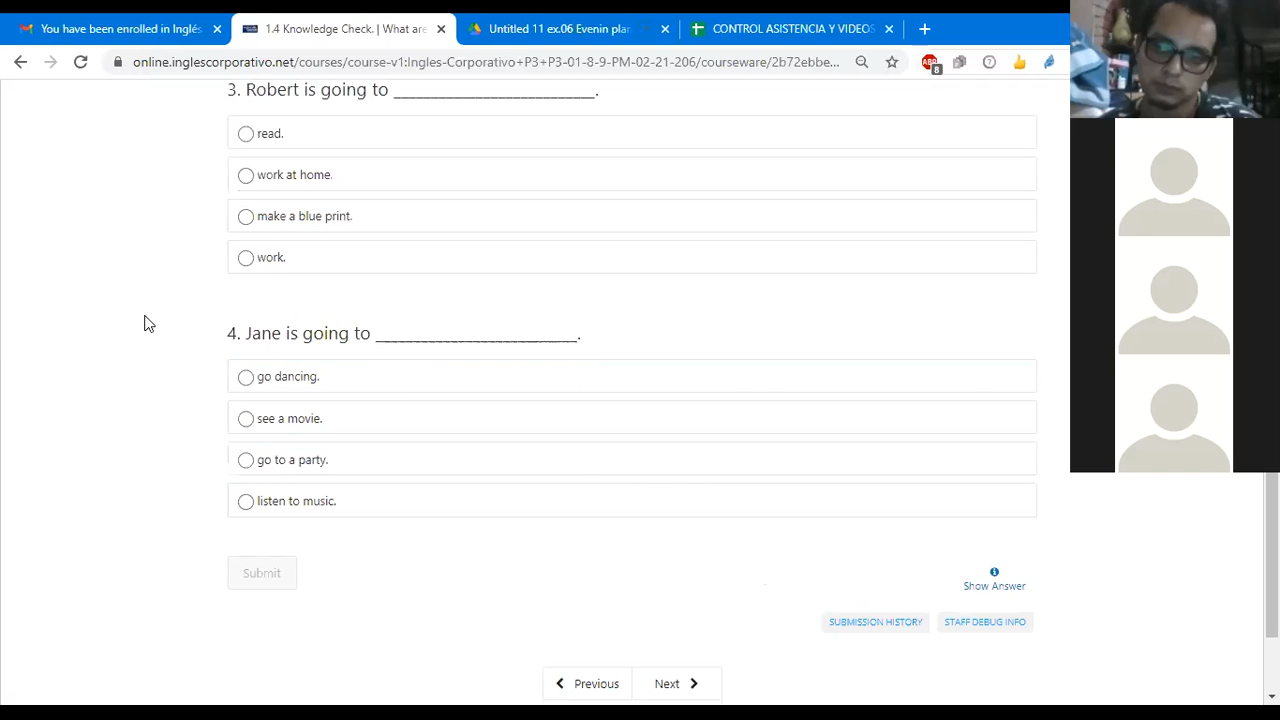 You have been enrolled in Inglés
1.4 Knowledge Check. | What are
Untitled 11 ex.06 Evenin plan
CONTROL ASISTENCIA Y VIDEOS
online.inglescorporativo.net/courses/course-v1:Ingles-Corporativo+P3+P3-01-8-9-PM-02-21-206/courseware/2b72ebbe...
ABP
8
3. Robert is going to ________________________.
read.
work at home.
make a blue print.
work.
4. Jane is going to ________________________.
go dancing.
see a movie.
go to a party.
listen to music.
Submit
Show Answer
SUBMISSION HISTORY
STAFF DEBUG INFO
Previous
Next